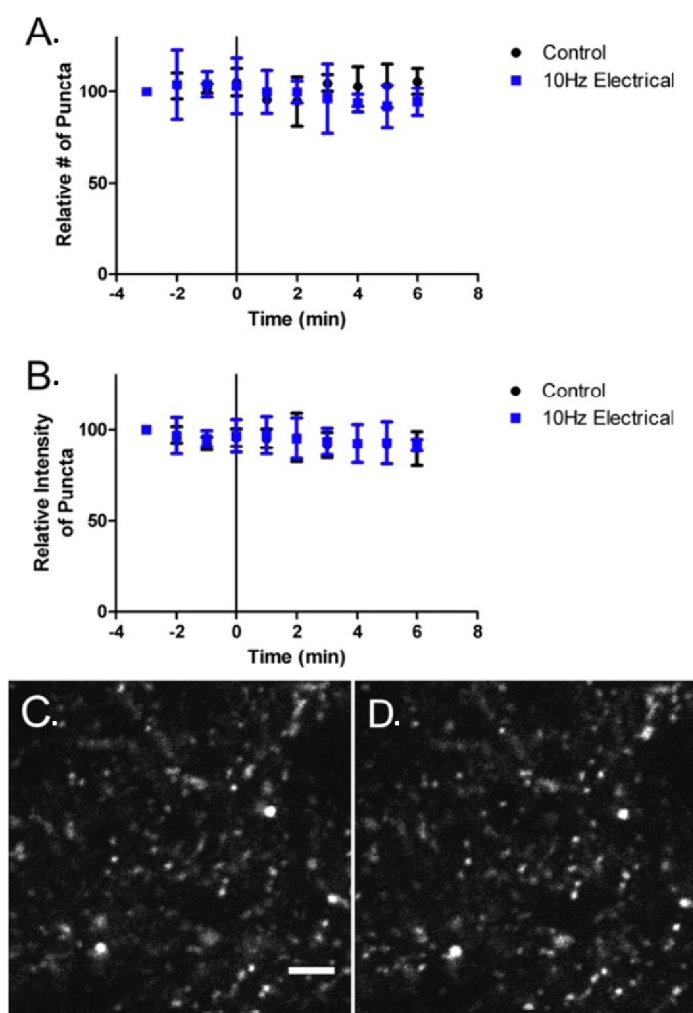 A.
Relative # of Puncta
100
50
0
-4 -2 0 2 4 6 8
Time (min)
Control
10Hz Electrical
B.
Relative Intensity
of Puncta
100
50
0
-4 -2 0 2 4 6 8
Time (min)
Control
10Hz Electrical
C.
D.